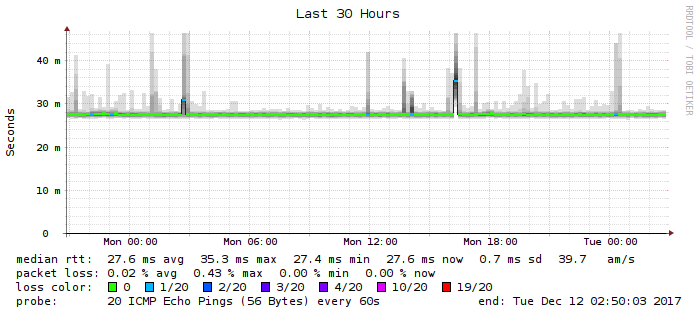 Last 30 Hours
RRDTOOL / TOBI OETIKER
Seconds
40 m
30 m
20 m
10 m
0
Mon 00:00 Mon 06:00 Mon 12:00 Mon 18:00 Tue 00:00
median rtt: 27.6 ms avg 35.3 ms max 27.4 ms min 27.6 ms now 0.7 ms sd 39.7 am/s
packet loss: 0.02 % avg 0.43 % max 0.00 % min 0.00 % now
loss color: 0 1/20 2/20 3/20 4/20 10/20 19/20
probe: 20 ICMP Echo Pings (56 Bytes) every 60s end: Tue Dec 12 02:50:03 2017